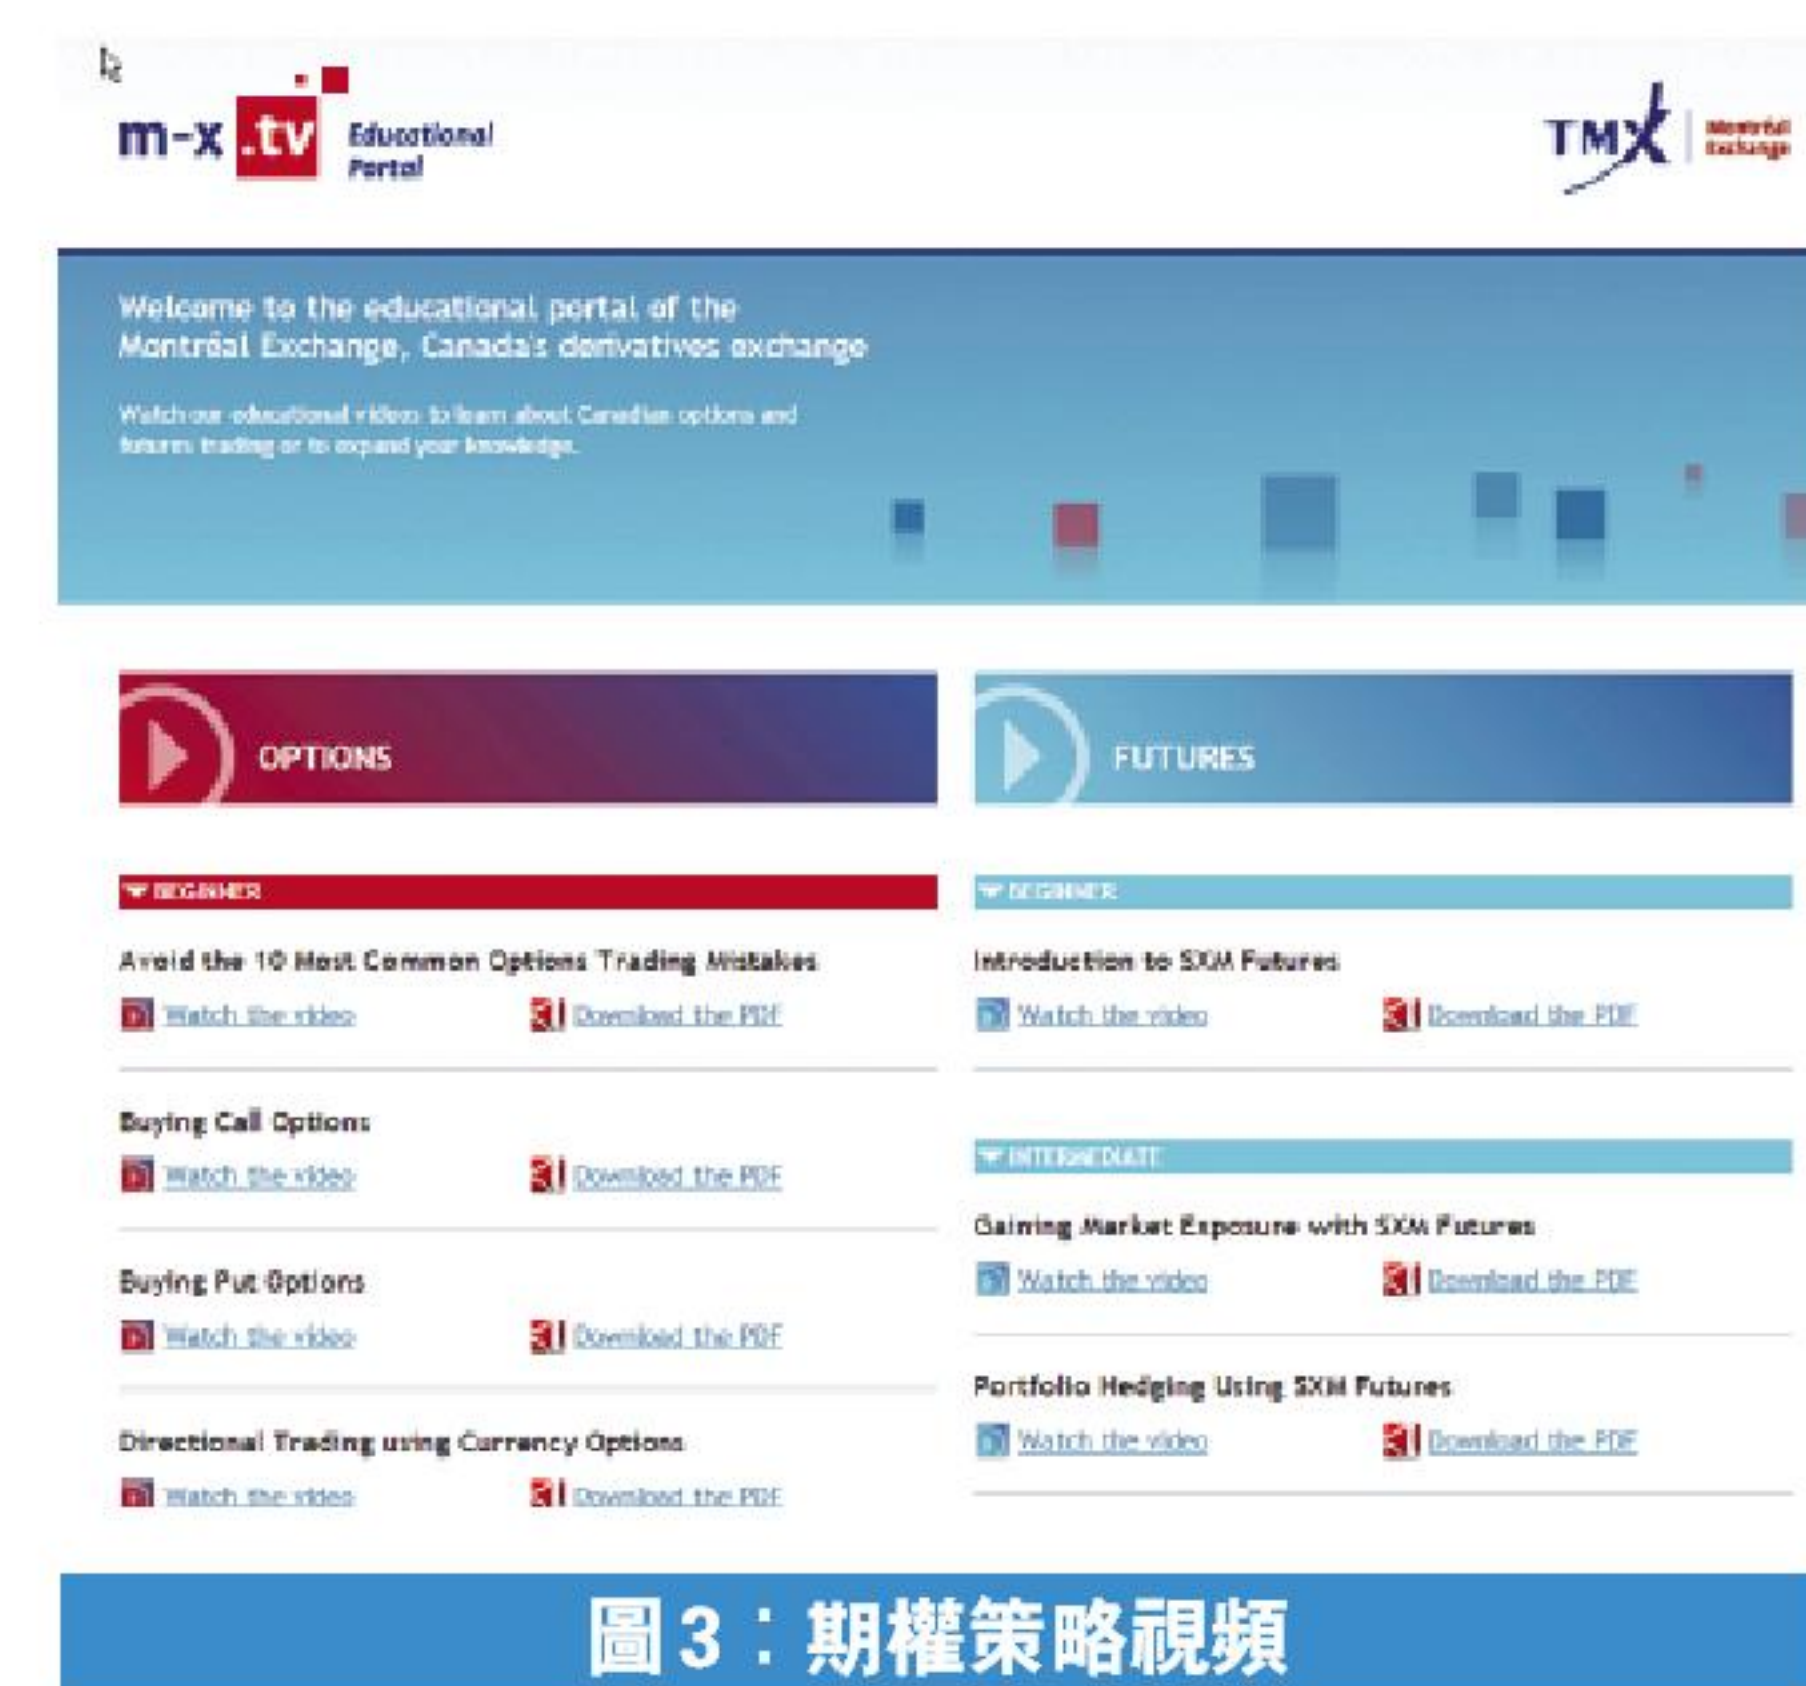 m-x .tv Educational Portal
TMX Montréal Exchange
Welcome to the educational portal of the
Montréal Exchange, Canada's derivatives exchange
Watch our educational videos to learn about Canadian options and
futures trading or to expand your knowledge.
OPTIONS
BEGINNER
Avoid the 10 Most Common Options Trading Mistakes
Watch the video Download the PDF
Buying Call Options
Watch the video Download the PDF
Buying Put Options
Watch the video Download the PDF
Directional Trading using Currency Options
Watch the video Download the PDF
FUTURES
BEGINNER
Introduction to SXM Futures
Watch the video Download the PDF
INTERMEDIATE
Gaining Market Exposure with SXM Futures
Watch the video Download the PDF
Portfolio Hedging Using SXM Futures
Watch the video Download the PDF
圖3：期權策略視頻